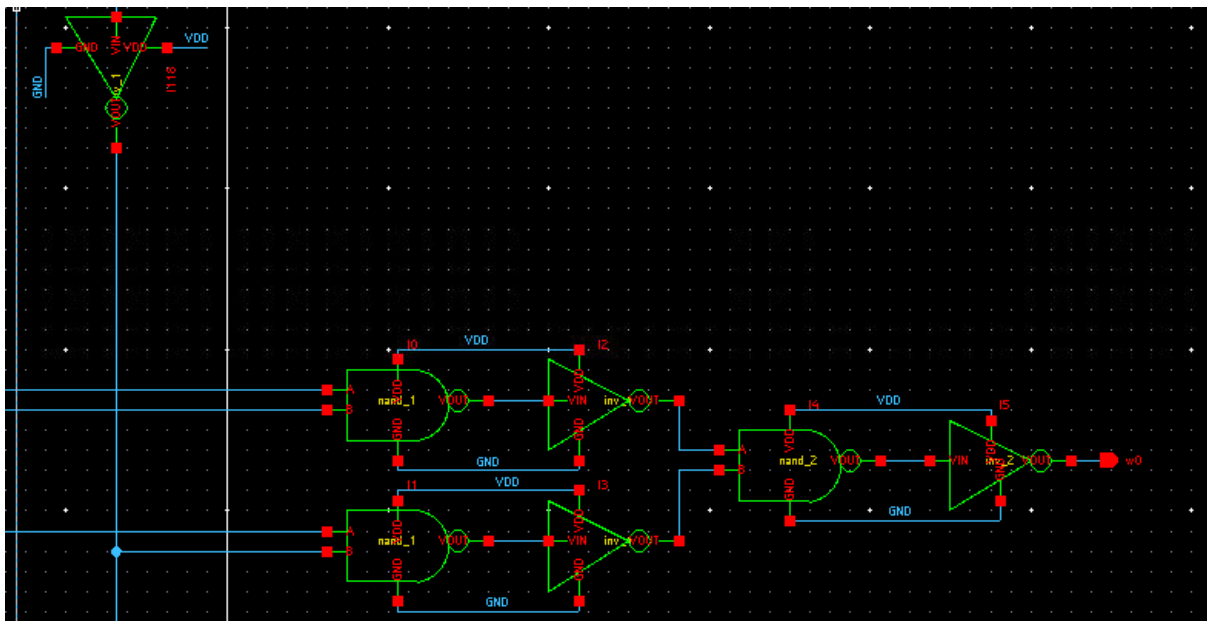 VDD
GND VIN VDD
GND
I118
VOUT
VDD
I0 I2
VDD VDD
A
nand_1 VOUT VIN inv VOUT
B
GND
GND
I4 VDD I5
VDD VDD
A
nand_2 VOUT VIN inv_2 VOUT w0
B
GND GND
GND
I1 VDD I3
VDD VDD
A
nand_1 VOUT VIN inv VOUT
B
GND
GND